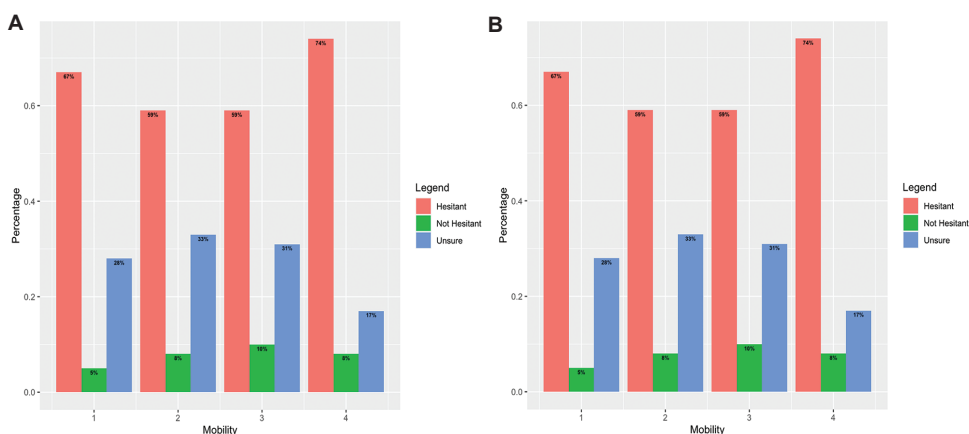 A
Percentage
0.6
0.4
0.2
0.0
67%
5%
28%
59%
8%
33%
59%
10%
31%
74%
8%
17%
1 2 3 4
Mobility
Legend
Hesitant
Not Hesitant
Unsure
B
Percentage
0.6
0.4
0.2
0.0
67%
5%
28%
59%
8%
33%
59%
10%
31%
74%
8%
17%
1 2 3 4
Mobility
Legend
Hesitant
Not Hesitant
Unsure